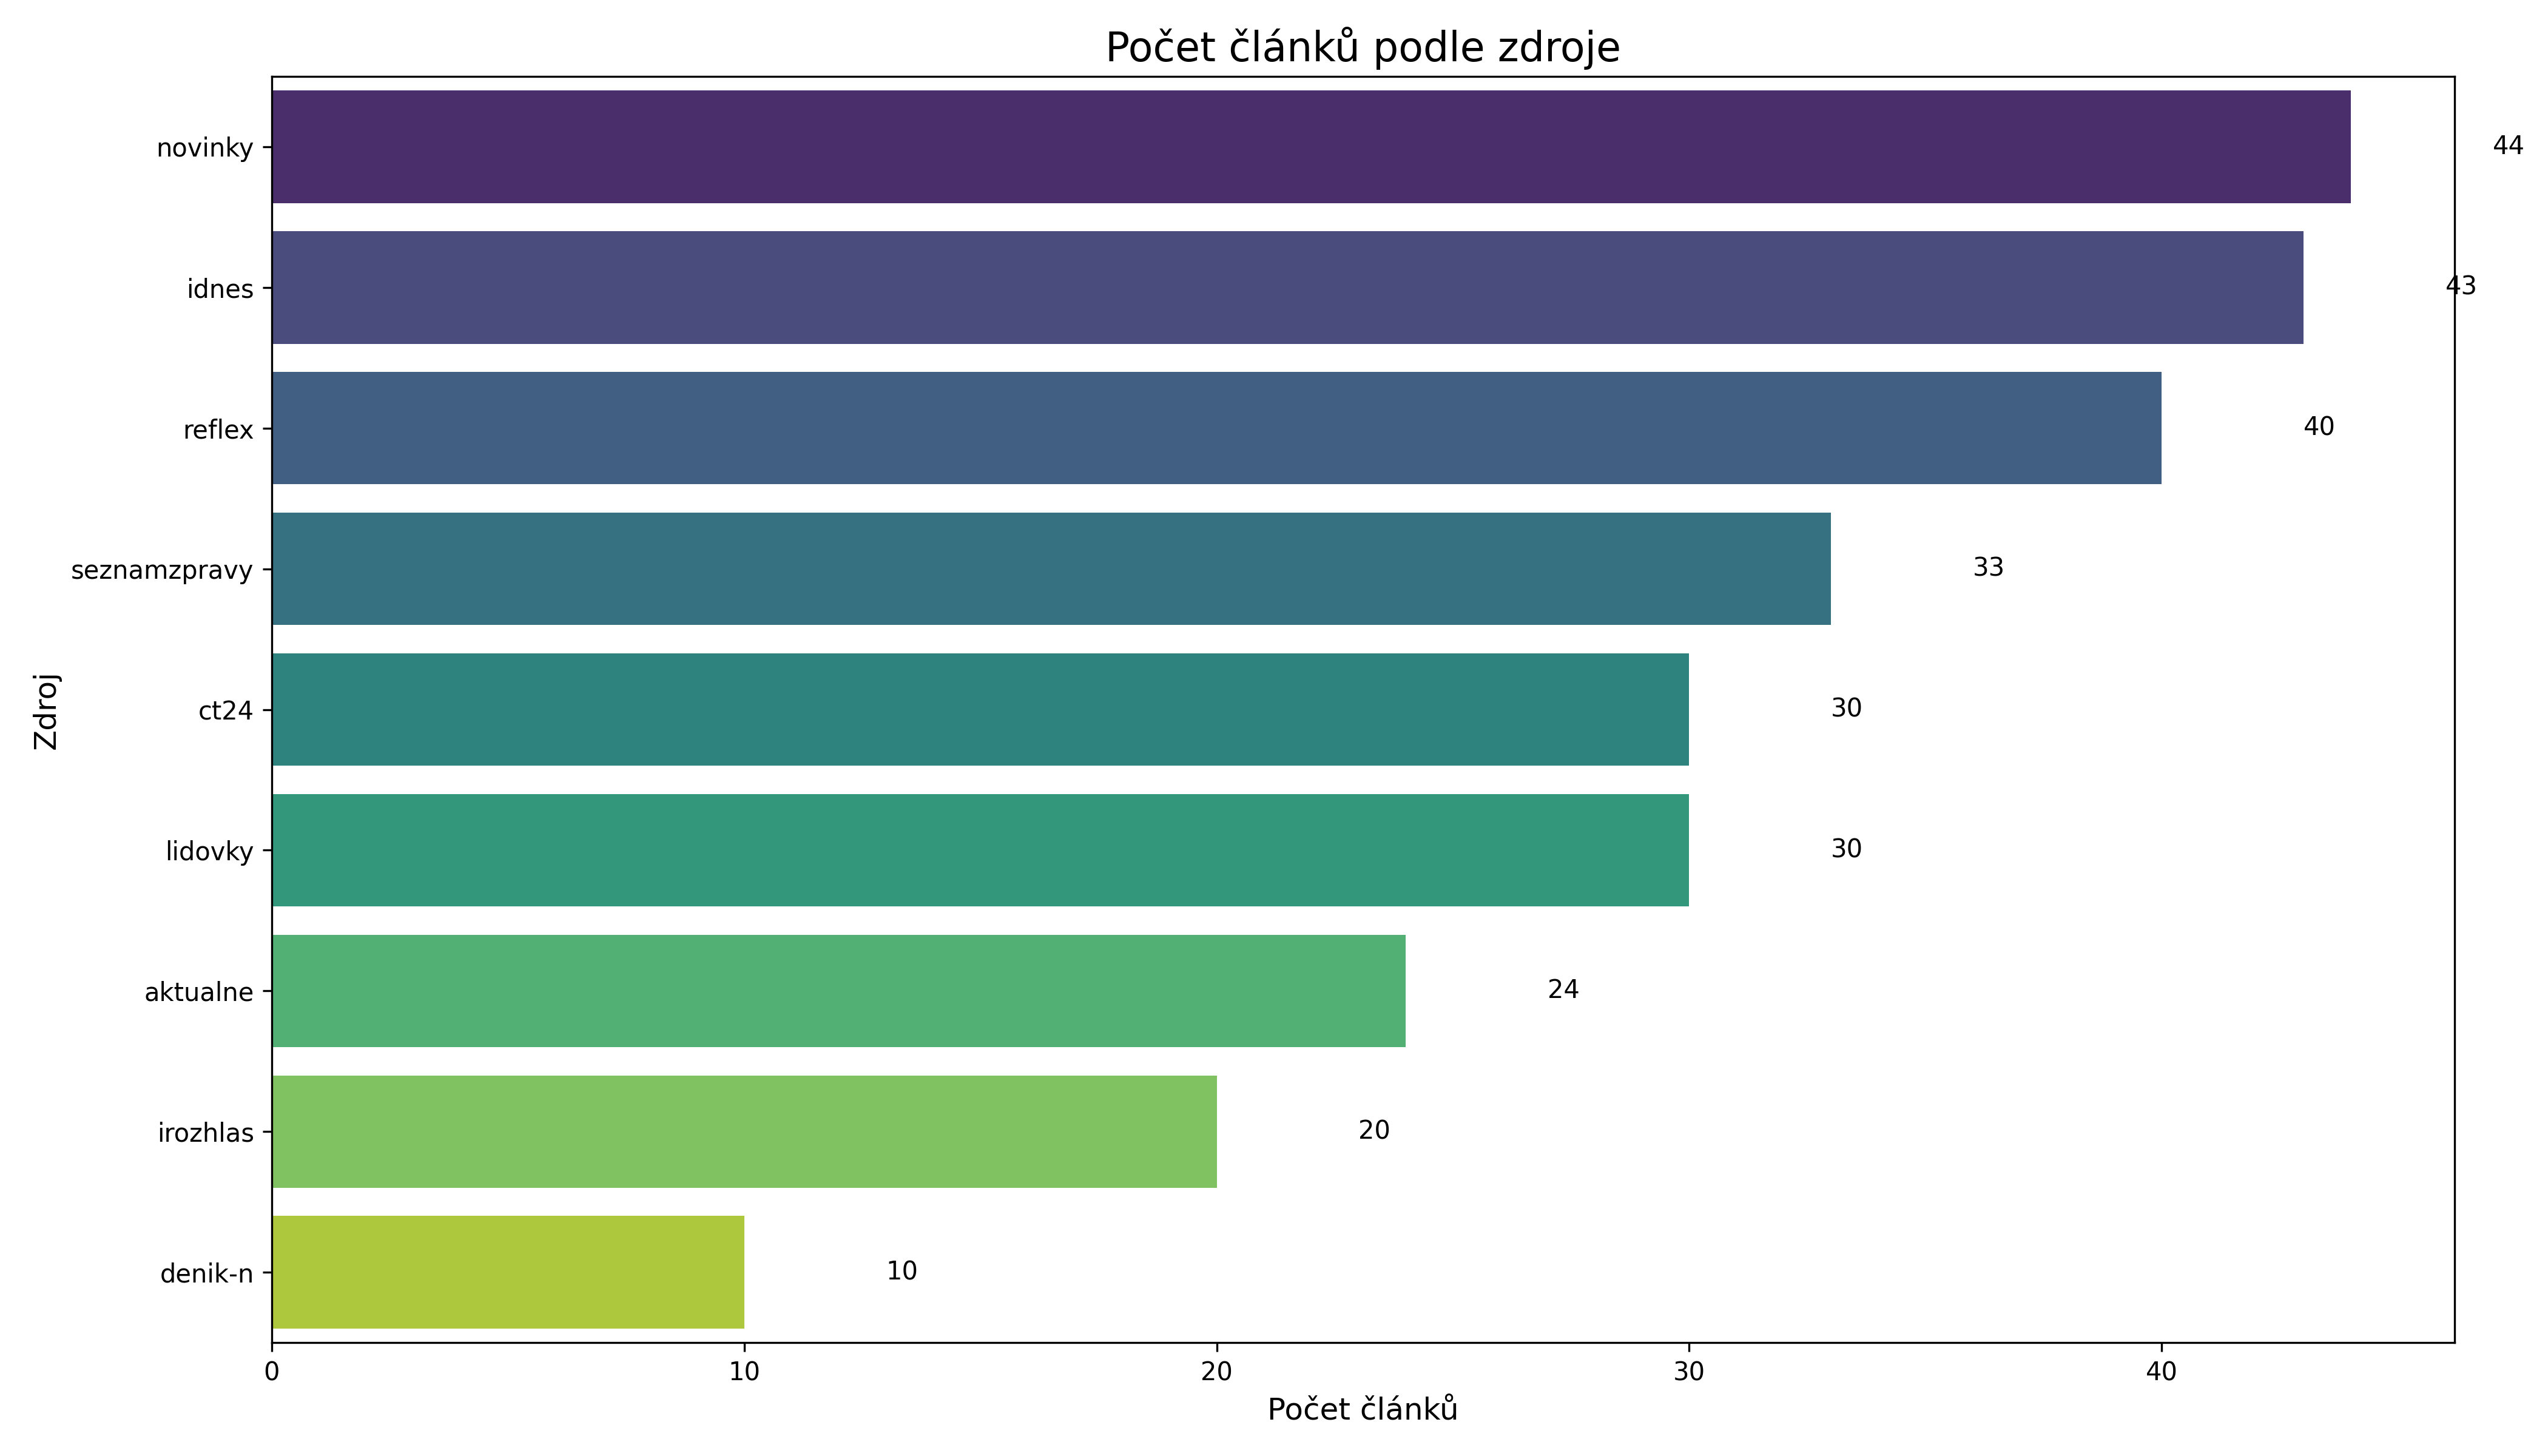 Počet článků podle zdroje
novinky 44
idnes 43
reflex 40
seznamzpravy 33
ct24 30
lidovky 30
aktualne 24
irozhlas 20
denik-n 10
Zdroj
0 10 20 30 40
Počet článků